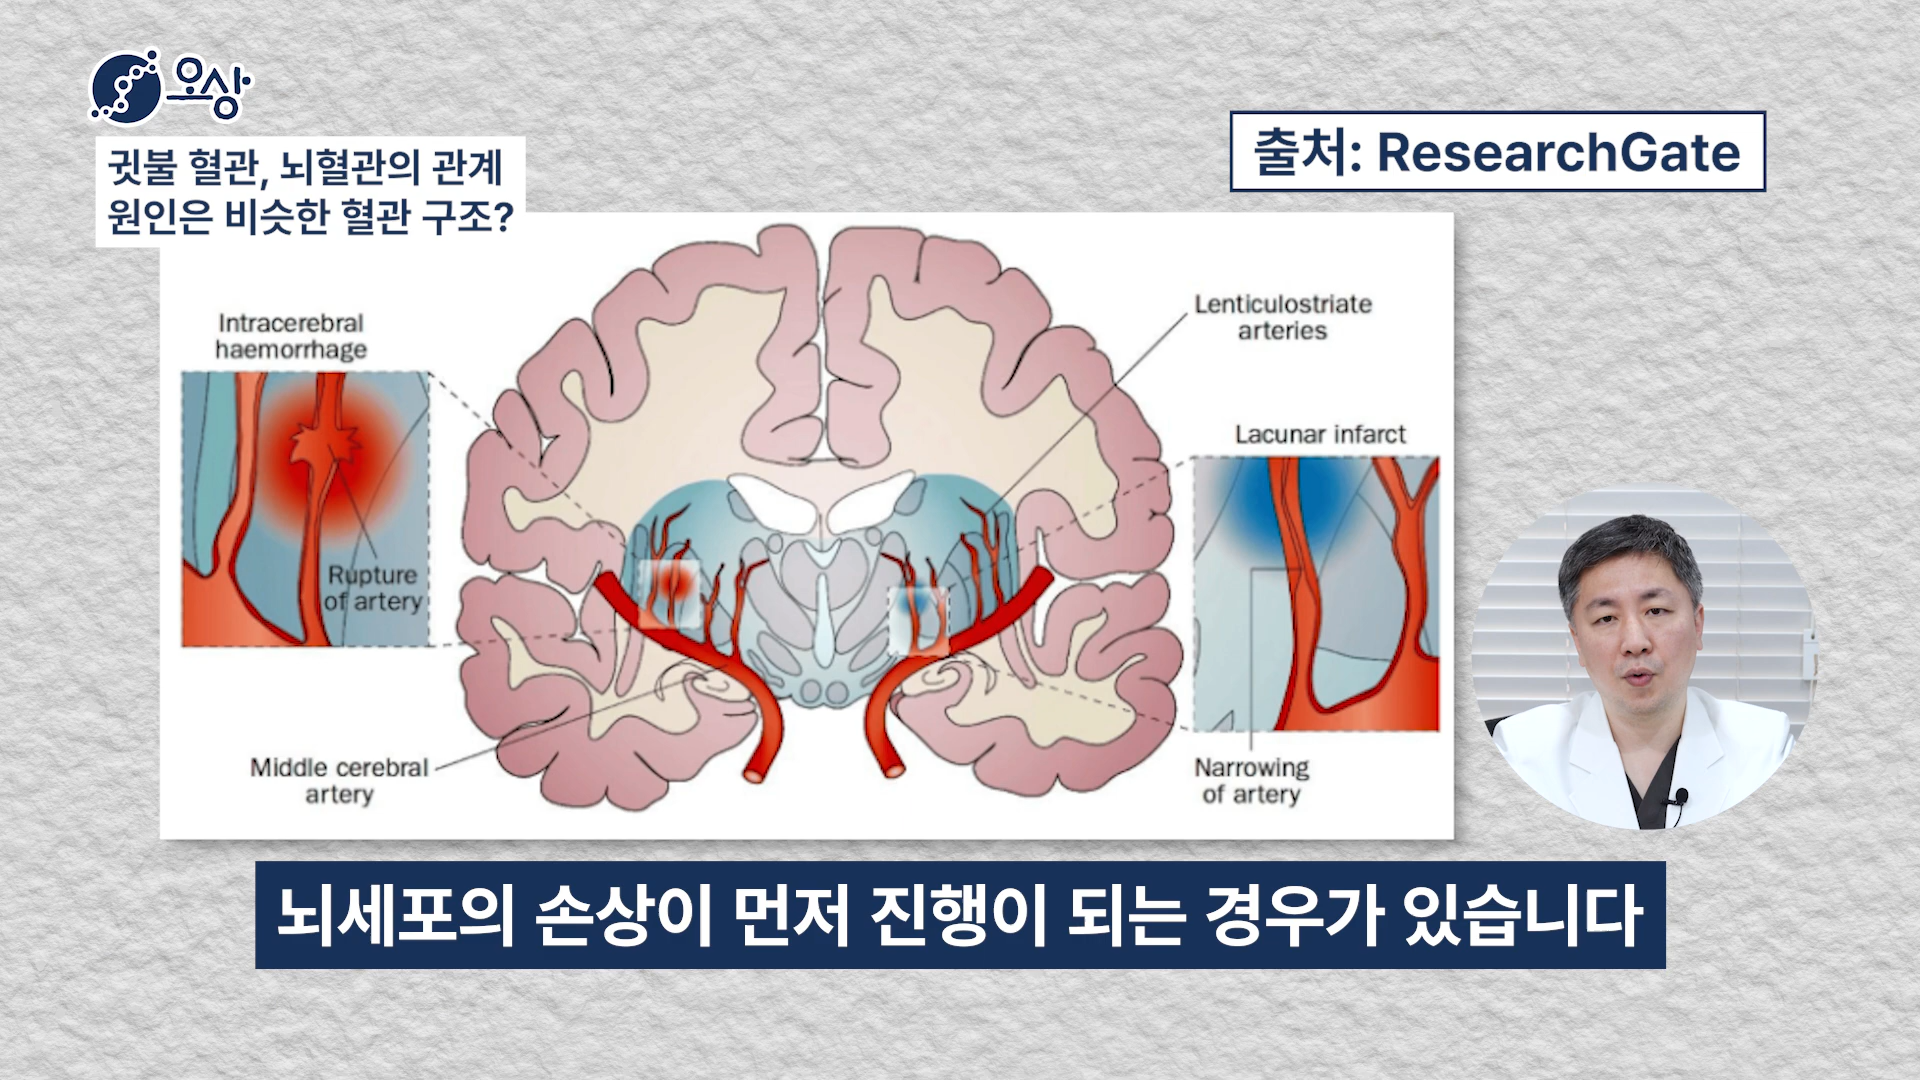 오상
귓불 혈관, 뇌혈관의 관계
원인은 비슷한 혈관 구조?
출처: ResearchGate
Intracerebral
haemorrhage
Rupture
of artery
Middle cerebral
artery
Lenticulostriate
arteries
Lacunar infarct
Narrowing
of artery
뇌세포의 손상이 먼저 진행이 되는 경우가 있습니다